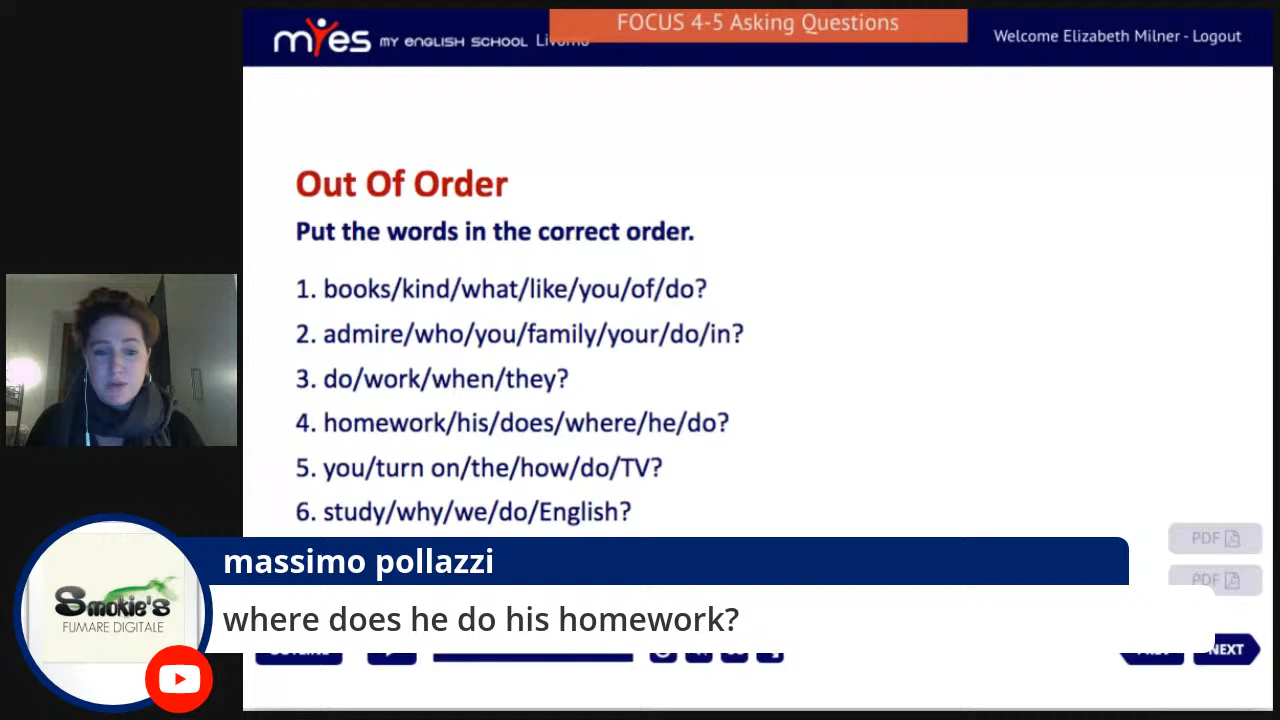 FOCUS 4-5 Asking Questions
myes MY ENGLISH SCHOOL Livorno
Welcome Elizabeth Milner - Logout
Out Of Order
Put the words in the correct order.
1. books/kind/what/like/you/of/do?
2. admire/who/you/family/your/do/in?
3. do/work/when/they?
4. homework/his/does/where/he/do?
5. you/turn on/the/how/do/TV?
6. study/why/we/do/English?
PDF
PDF
massimo pollazzi
where does he do his homework?
Smokie's
FUMARE DIGITALE
OUTLINE
PREV
NEXT